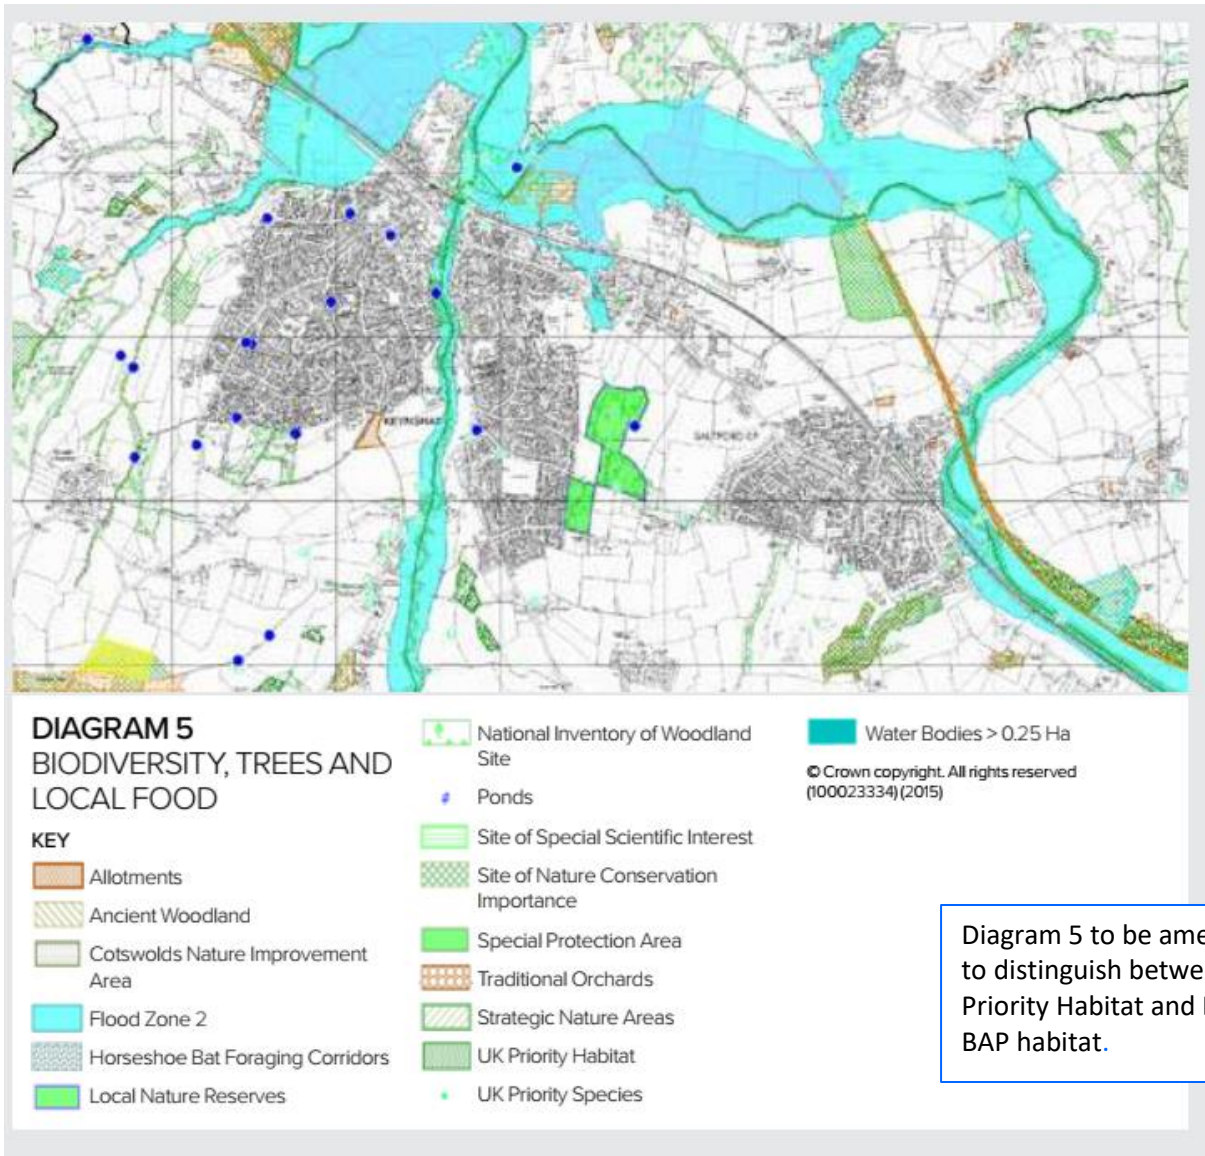 KEYNSHAM
SALTFORD CP
DIAGRAM 5
BIODIVERSITY, TREES AND
LOCAL FOOD
KEY
Allotments
Ancient Woodland
Cotswolds Nature Improvement
Area
Flood Zone 2
Horseshoe Bat Foraging Corridors
Local Nature Reserves
National Inventory of Woodland
Site
Ponds
Site of Special Scientific Interest
Site of Nature Conservation
Importance
Special Protection Area
Traditional Orchards
Strategic Nature Areas
UK Priority Habitat
UK Priority Species
Water Bodies > 0.25 Ha
© Crown copyright. All rights reserved
(100023334) (2015)
Diagram 5 to be ame
to distinguish betwe
Priority Habitat and
BAP habitat.